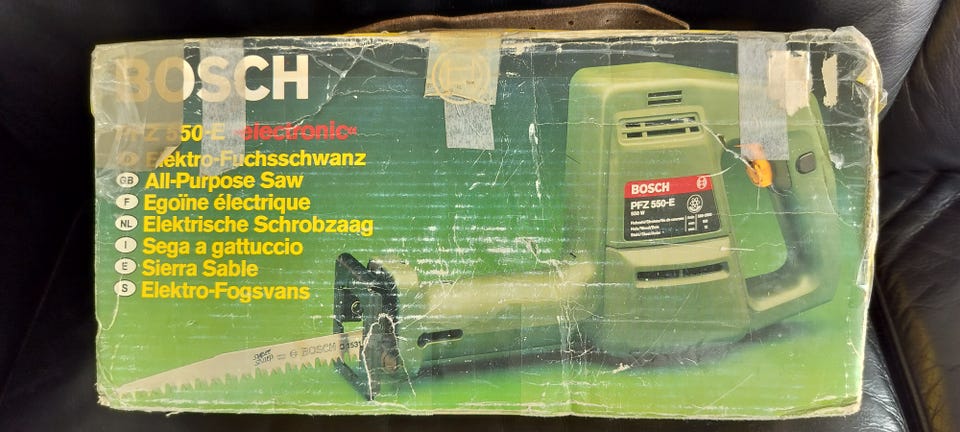 BOSCH
PFZ 550-E »electronic«
D Elektro-Fuchsschwanz
GB All-Purpose Saw
F Egoïne électrique
NL Elektrische Schrobzaag
I Sega a gattuccio
E Sierra Sable
S Elektro-Fogsvans
BOSCH
PFZ 550-E
550 W
BOSCH